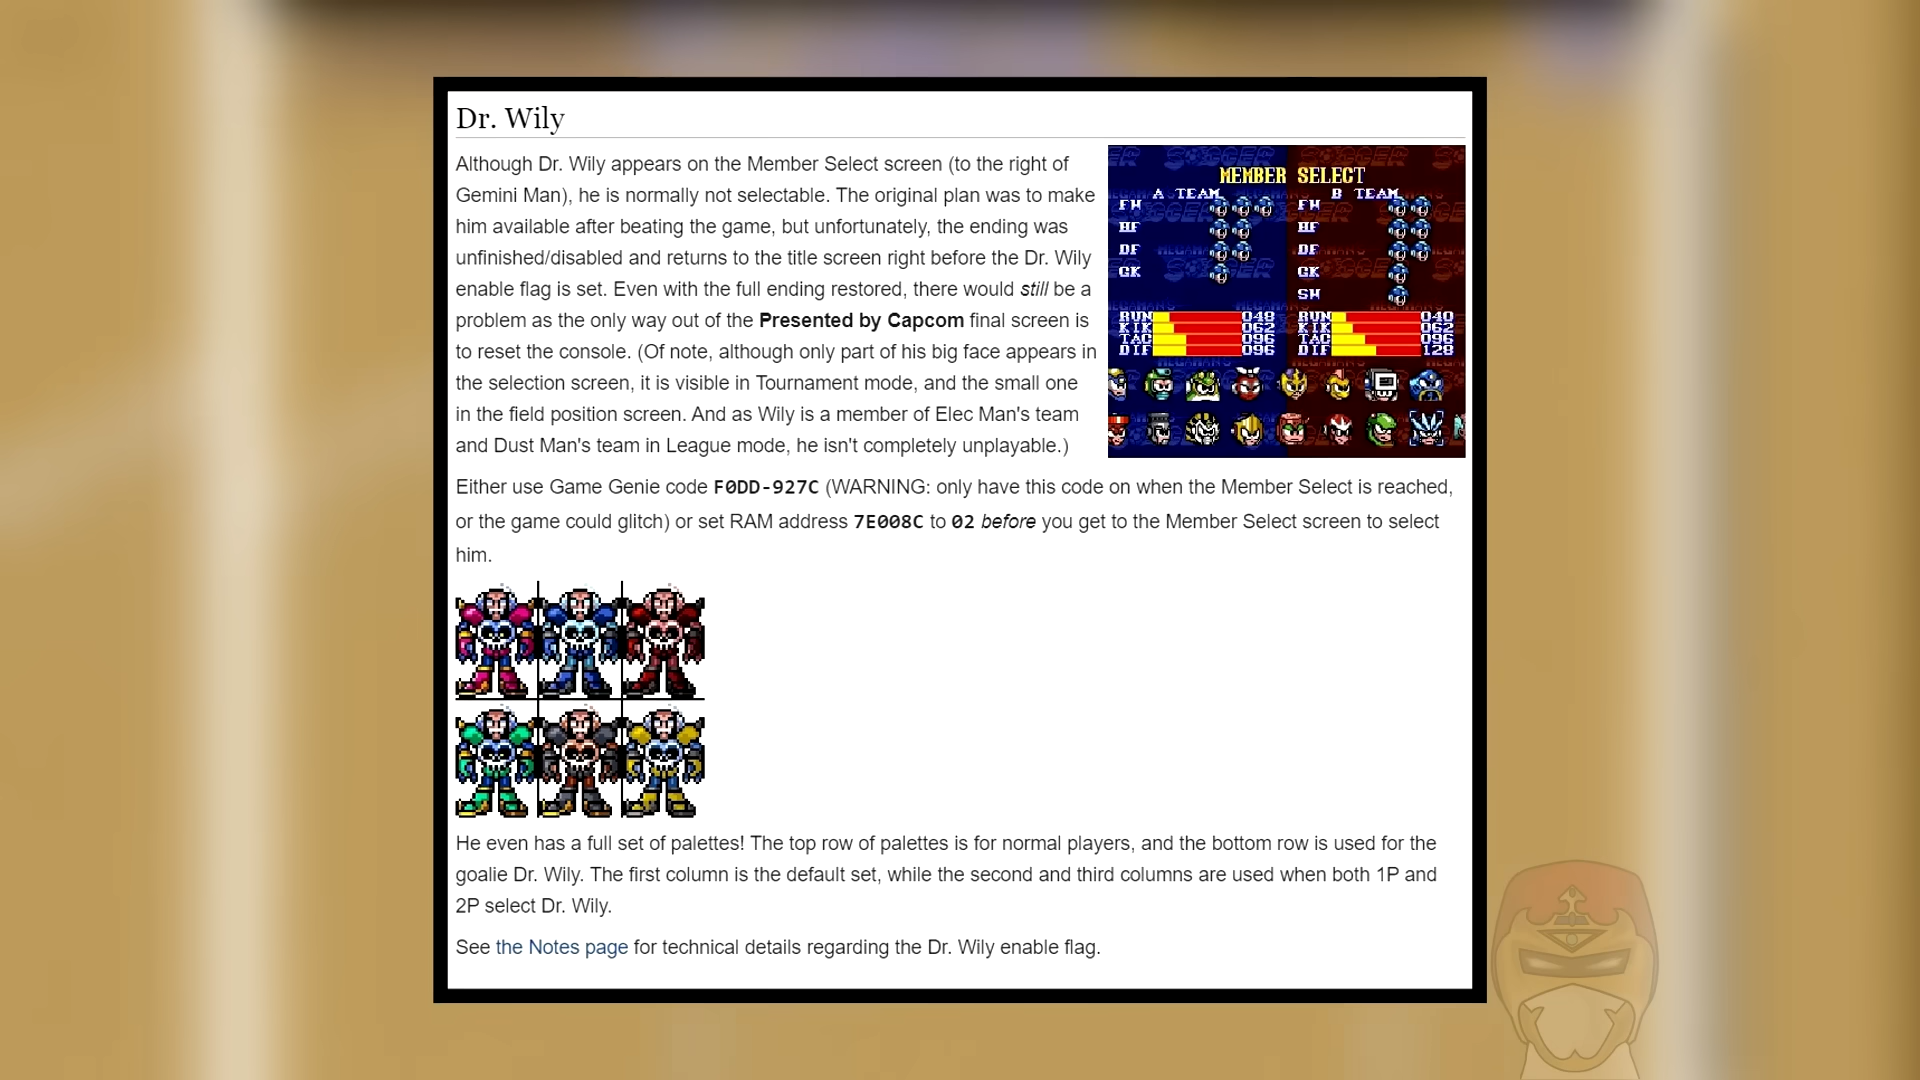 Dr. Wily
Although Dr. Wily appears on the Member Select screen (to the right of
Gemini Man), he is normally not selectable. The original plan was to make
him available after beating the game, but unfortunately, the ending was
unfinished/disabled and returns to the title screen right before the Dr. Wily
enable flag is set. Even with the full ending restored, there would still be a
problem as the only way out of the Presented by Capcom final screen is
to reset the console. (Of note, although only part of his big face appears in
the selection screen, it is visible in Tournament mode, and the small one
in the field position screen. And as Wily is a member of Elec Man's team
and Dust Man's team in League mode, he isn't completely unplayable.)
MEMBER SELECT
A TEAM B TEAM
FW FW
HF HF
DF DF
GK GK
SW
RUN 048 RUN 040
KIK 062 KIK 062
TAC 096 TAC 096
DIF 096 DIF 128
Either use Game Genie code F0DD-927C (WARNING: only have this code on when the Member Select is reached,
or the game could glitch) or set RAM address 7E008C to 02 before you get to the Member Select screen to select
him.
He even has a full set of palettes! The top row of palettes is for normal players, and the bottom row is used for the
goalie Dr. Wily. The first column is the default set, while the second and third columns are used when both 1P and
2P select Dr. Wily.
See the Notes page for technical details regarding the Dr. Wily enable flag.